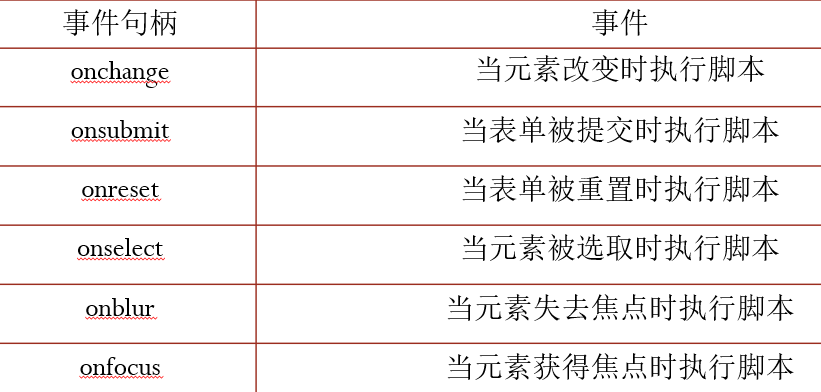 事件句柄 事件
onchange 当元素改变时执行脚本
onsubmit 当表单被提交时执行脚本
onreset 当表单被重置时执行脚本
onselect 当元素被选取时执行脚本
onblur 当元素失去焦点时执行脚本
onfocus 当元素获得焦点时执行脚本